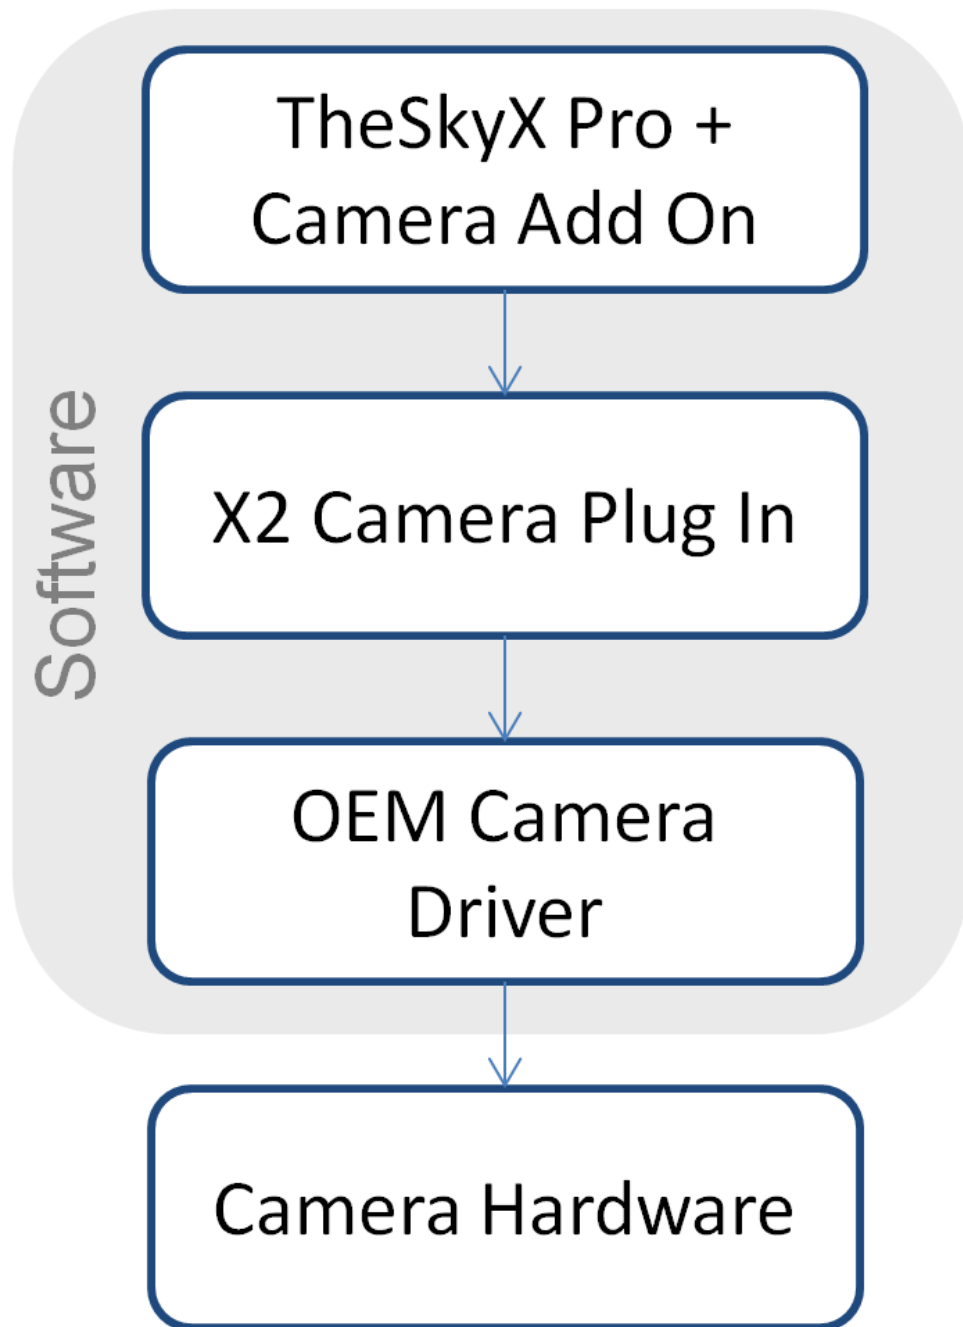 TheSkyX Pro +
Camera Add On
Software
X2 Camera Plug In
OEM Camera
Driver
Camera Hardware